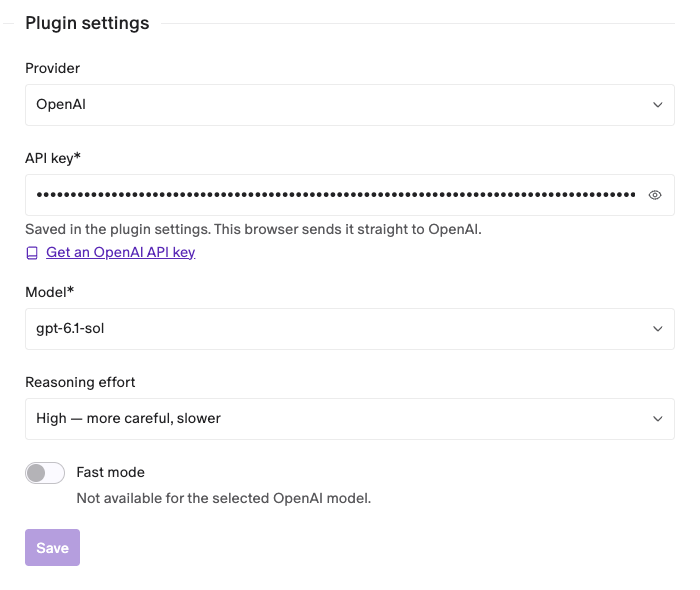 Plugin settings
Provider
OpenAI
API key*
Saved in the plugin settings. This browser sends it straight to OpenAI.
Get an OpenAI API key
Model*
gpt-6.1-sol
Reasoning effort
High — more careful, slower
Fast mode
Not available for the selected OpenAI model.
Save